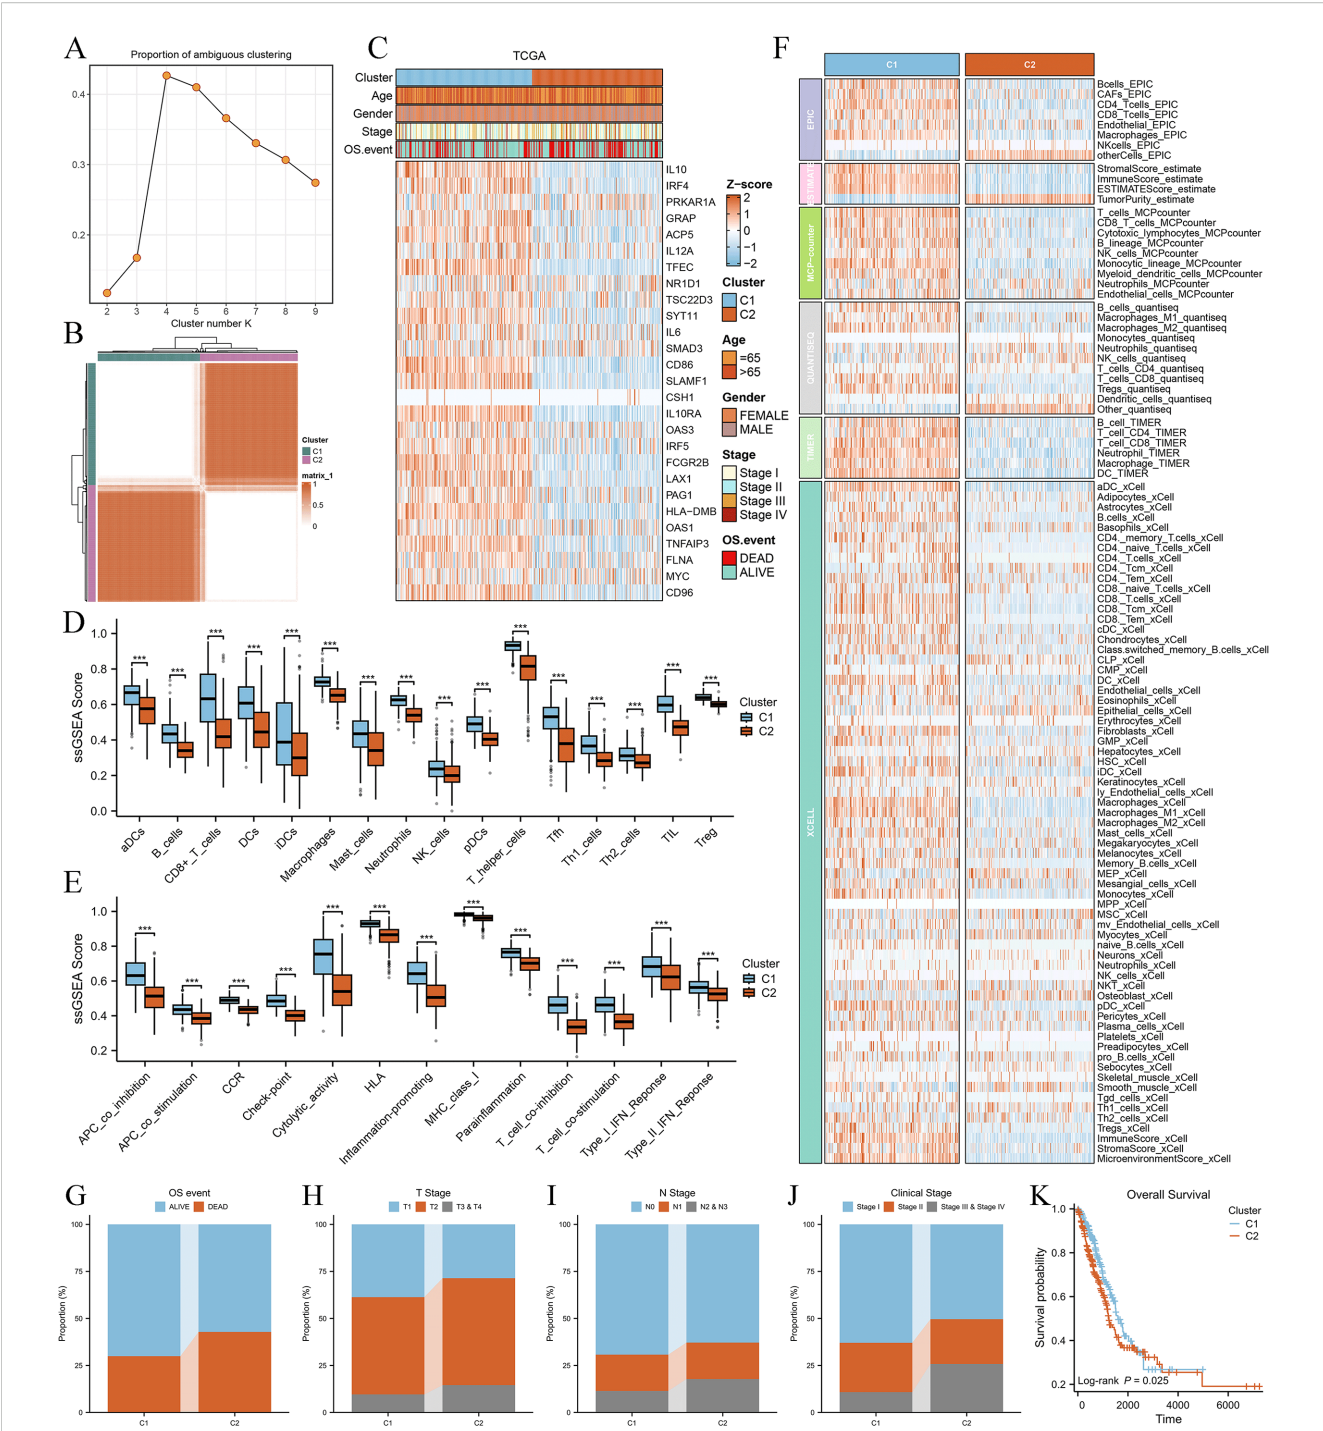 A
Proportion of ambiguous clustering
0.4
0.3
0.2
2 3 4 5 6 7 8 9
Cluster number K
B
Cluster
C1
C2
matrix_1
1
0.5
0
C
TCGA
Cluster
Age
Gender
Stage
OS.event
IL10
IRF4
PRKAR1A
GRAP
ACP5
IL12A
TFEC
NR1D1
TSC22D3
SYT11
IL6
SMAD3
CD86
SLAMF1
CSH1
IL10RA
OAS3
IRF5
FCGR2B
LAX1
PAG1
HLA−DMB
OAS1
TNFAIP3
FLNA
MYC
CD96
Z−score
2
1
0
−1
−2
Cluster
C1
C2
Age
=65
>65
Gender
FEMALE
MALE
Stage
Stage I
Stage II
Stage III
Stage IV
OS.event
DEAD
ALIVE
D
ssGSEA Score
1.0
0.8
0.6
0.4
0.2
0.0
*** *** *** *** *** *** *** *** *** *** *** *** *** *** *** ***
aDCs
B_cells
CD8+_T_cells
DCs
iDCs
Macrophages
Mast_cells
Neutrophils
NK_cells
pDCs
T_helper_cells
Tfh
Th1_cells
Th2_cells
TIL
Treg
Cluster
C1
C2
E
ssGSEA Score
1.0
0.8
0.6
0.4
0.2
*** *** *** *** *** *** *** *** *** *** *** *** ***
APC_co_inhibition
APC_co_stimulation
CCR
Check-point
Cytolytic_activity
HLA
Inflammation-promoting
MHC_class_I
Parainflammation
T_cell_co-inhibition
T_cell_co-stimulation
Type_I_IFN_Reponse
Type_II_IFN_Reponse
Cluster
C1
C2
F
C1 C2
EPIC
Bcells_EPIC
CAFs_EPIC
CD4_Tcells_EPIC
CD8_Tcells_EPIC
Endothelial_EPIC
Macrophages_EPIC
NKcells_EPIC
otherCells_EPIC
ESTIMATE
StromalScore_estimate
ImmuneScore_estimate
ESTIMATEScore_estimate
TumorPurity_estimate
MCP−counter
T_cells_MCPcounter
CD8_T_cells_MCPcounter
Cytotoxic_lymphocytes_MCPcounter
B_lineage_MCPcounter
NK_cells_MCPcounter
Monocytic_lineage_MCPcounter
Myeloid_dendritic_cells_MCPcounter
Neutrophils_MCPcounter
Endothelial_cells_MCPcounter
QUANTISEQ
B_cells_quantiseq
Macrophages_M1_quantiseq
Macrophages_M2_quantiseq
Monocytes_quantiseq
Neutrophils_quantiseq
NK_cells_quantiseq
T_cells_CD4_quantiseq
T_cells_CD8_quantiseq
Tregs_quantiseq
Dendritic_cells_quantiseq
Other_quantiseq
TIMER
B_cell_TIMER
T_cell_CD4_TIMER
T_cell_CD8_TIMER
Neutrophil_TIMER
Macrophage_TIMER
DC_TIMER
XCELL
aDC_xCell
Adipocytes_xCell
Astrocytes_xCell
B.cells_xCell
Basophils_xCell
CD4._memory_T.cells_xCell
CD4._naive_T.cells_xCell
CD4._T.cells_xCell
CD4._Tcm_xCell
CD4._Tem_xCell
CD8._naive_T.cells_xCell
CD8._T.cells_xCell
CD8._Tcm_xCell
CD8._Tem_xCell
cDC_xCell
Chondrocytes_xCell
Class.switched_memory_B.cells_xCell
CLP_xCell
CMP_xCell
DC_xCell
Endothelial_cells_xCell
Eosinophils_xCell
Epithelial_cells_xCell
Erythrocytes_xCell
Fibroblasts_xCell
GMP_xCell
Hepatocytes_xCell
HSC_xCell
iDC_xCell
Keratinocytes_xCell
ly_Endothelial_cells_xCell
Macrophages_xCell
Macrophages_M1_xCell
Macrophages_M2_xCell
Mast_cells_xCell
Megakaryocytes_xCell
Melanocytes_xCell
Memory_B.cells_xCell
MEP_xCell
Mesangial_cells_xCell
Monocytes_xCell
MPP_xCell
MSC_xCell
mv_Endothelial_cells_xCell
Myocytes_xCell
naive_B.cells_xCell
Neurons_xCell
Neutrophils_xCell
NK_cells_xCell
NKT_xCell
Osteoblast_xCell
pDC_xCell
Pericytes_xCell
Plasma_cells_xCell
Platelets_xCell
Preadipocytes_xCell
pro_B.cells_xCell
Sebocytes_xCell
Skeletal_muscle_xCell
Smooth_muscle_xCell
Tgd_cells_xCell
Th1_cells_xCell
Th2_cells_xCell
Tregs_xCell
ImmuneScore_xCell
StromaScore_xCell
MicroenvironmentScore_xCell
G
OS event
ALIVE DEAD
Proportion (%)
100
75
50
25
0
C1 C2
H
T Stage
T1 T2 T3 & T4
Proportion (%)
100
75
50
25
0
C1 C2
I
N Stage
N0 N1 N2 & N3
Proportion (%)
100
75
50
25
0
C1 C2
J
Clinical Stage
Stage I Stage II Stage III & Stage IV
Proportion (%)
100
75
50
25
0
C1 C2
K
Overall Survival
Cluster
C1
C2
Survival probability
1.0
0.8
0.6
0.4
0.2
Log-rank P = 0.025
0 2000 4000 6000
Time